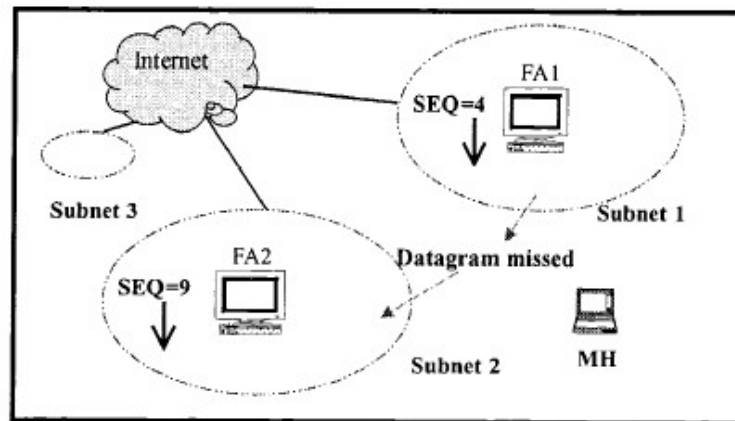 Internet
FA1
SEQ=4
Subnet 3
Subnet 1
FA2
Datagram missed
SEQ=9
Subnet 2
MH